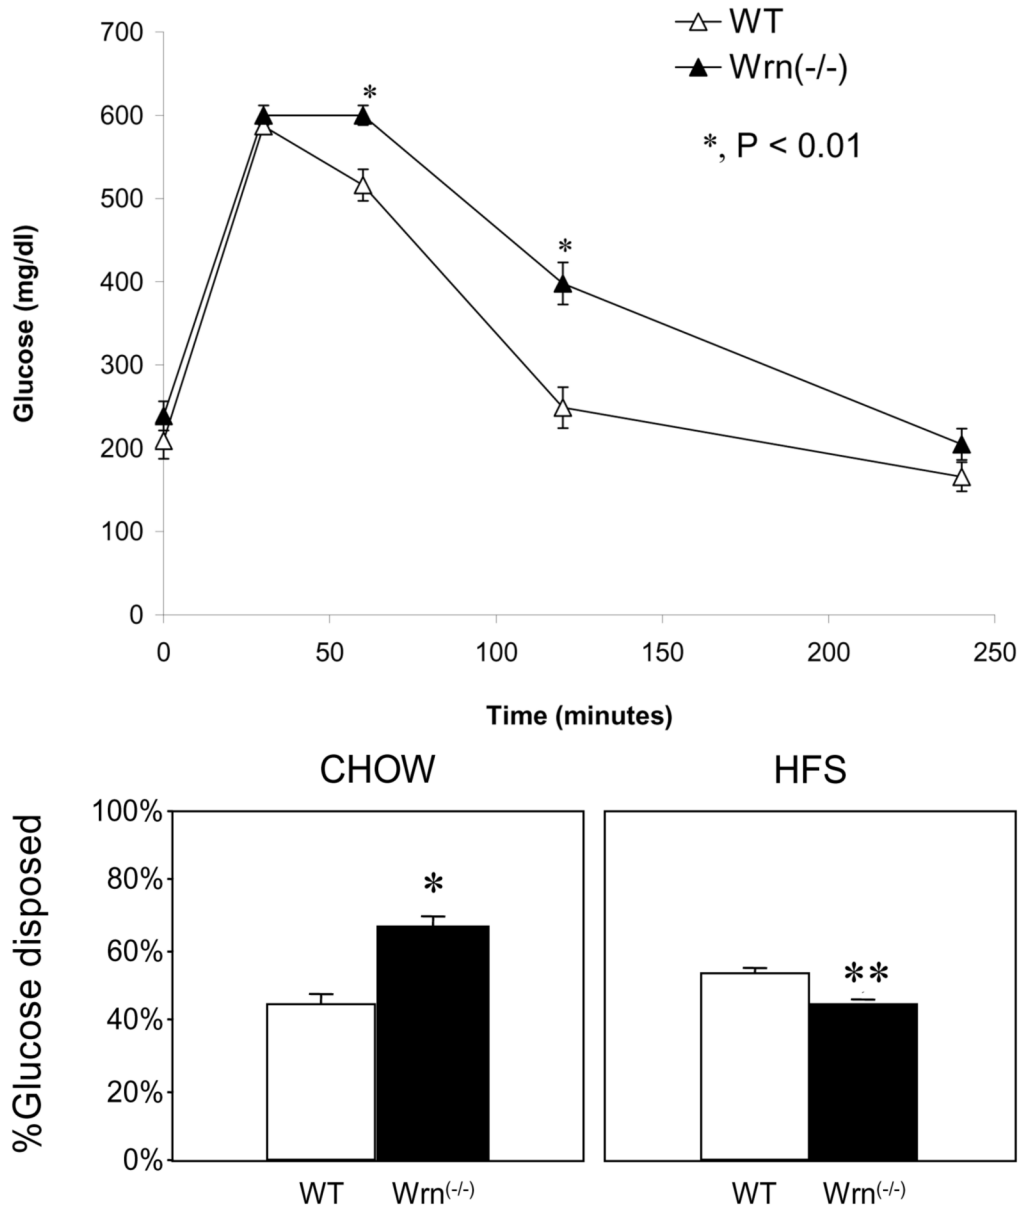 WT
Wrn(-/-)
*, P < 0.01
700
600
500
400
300
200
100
0
*
*
Glucose (mg/dl)
0 50 100 150 200 250
Time (minutes)
CHOW HFS
%Glucose disposed
100%
80%
60%
40%
20%
0%
*
**
WT Wrn(-/-) WT Wrn(-/-)